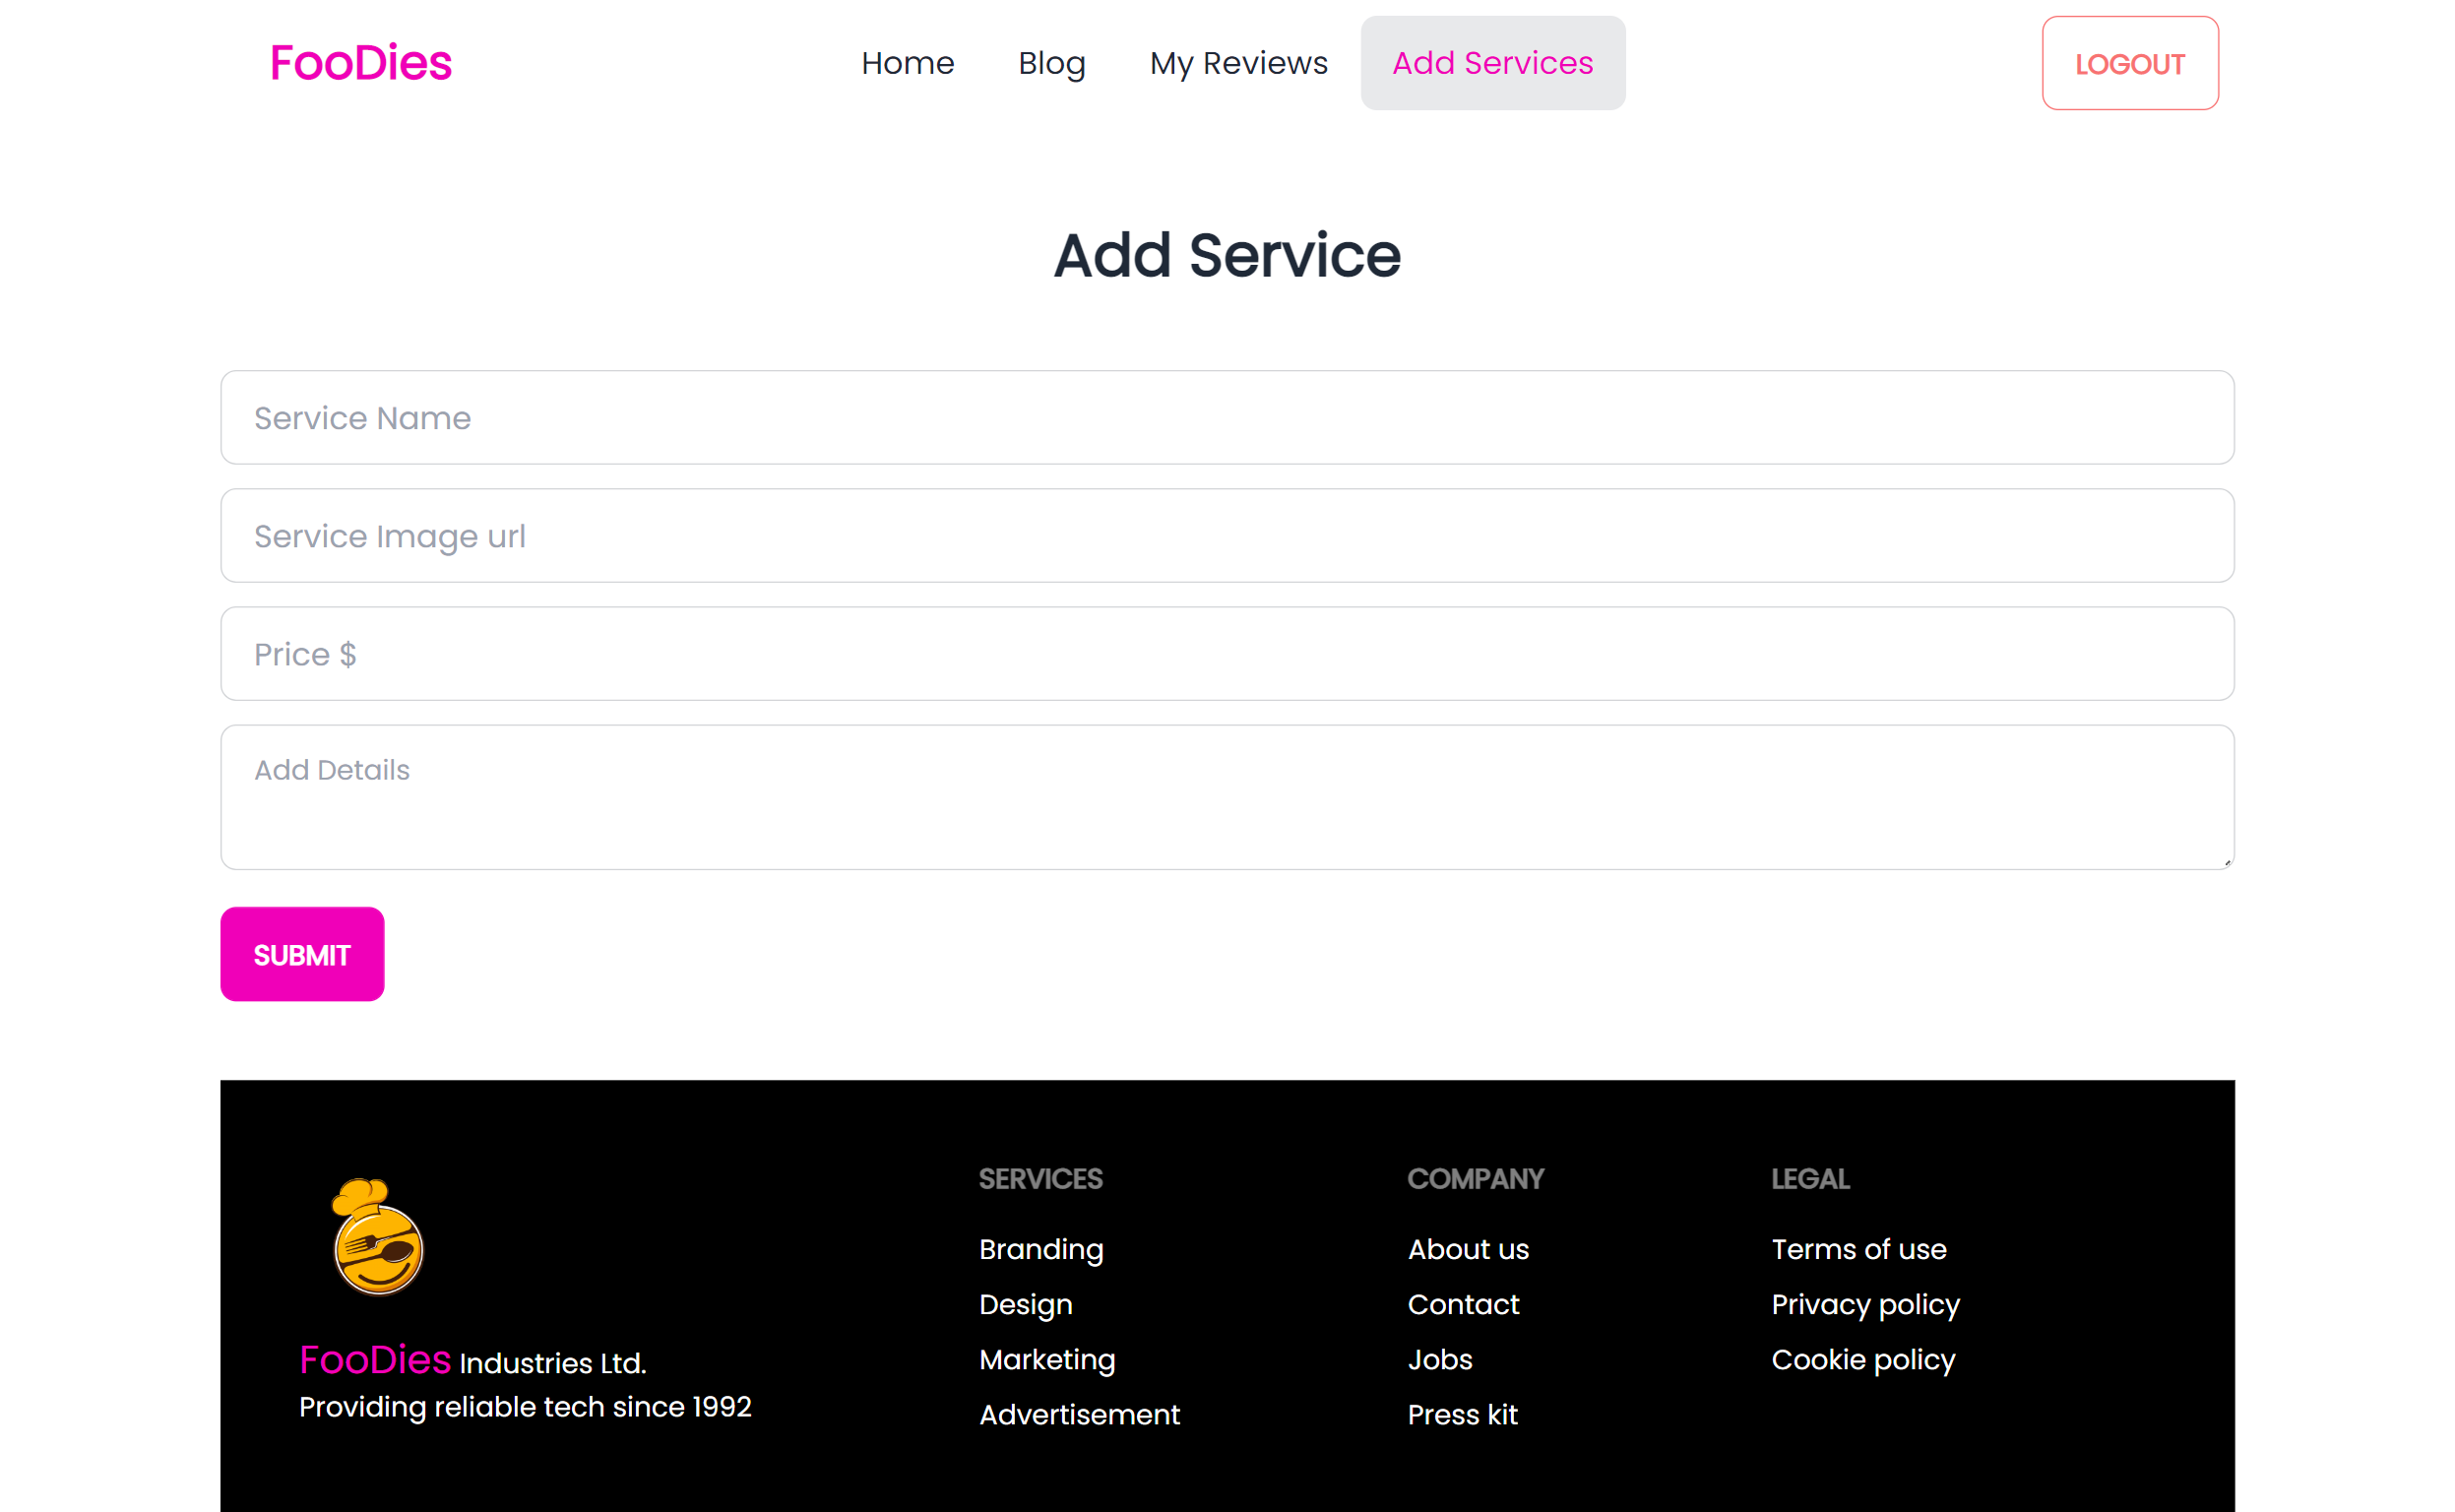 FooDies
Home Blog My Reviews Add Services
LOGOUT
Add Service
Service Name
Service Image url
Price $
Add Details
SUBMIT
FooDies Industries Ltd.
Providing reliable tech since 1992
SERVICES
Branding
Design
Marketing
Advertisement
COMPANY
About us
Contact
Jobs
Press kit
LEGAL
Terms of use
Privacy policy
Cookie policy